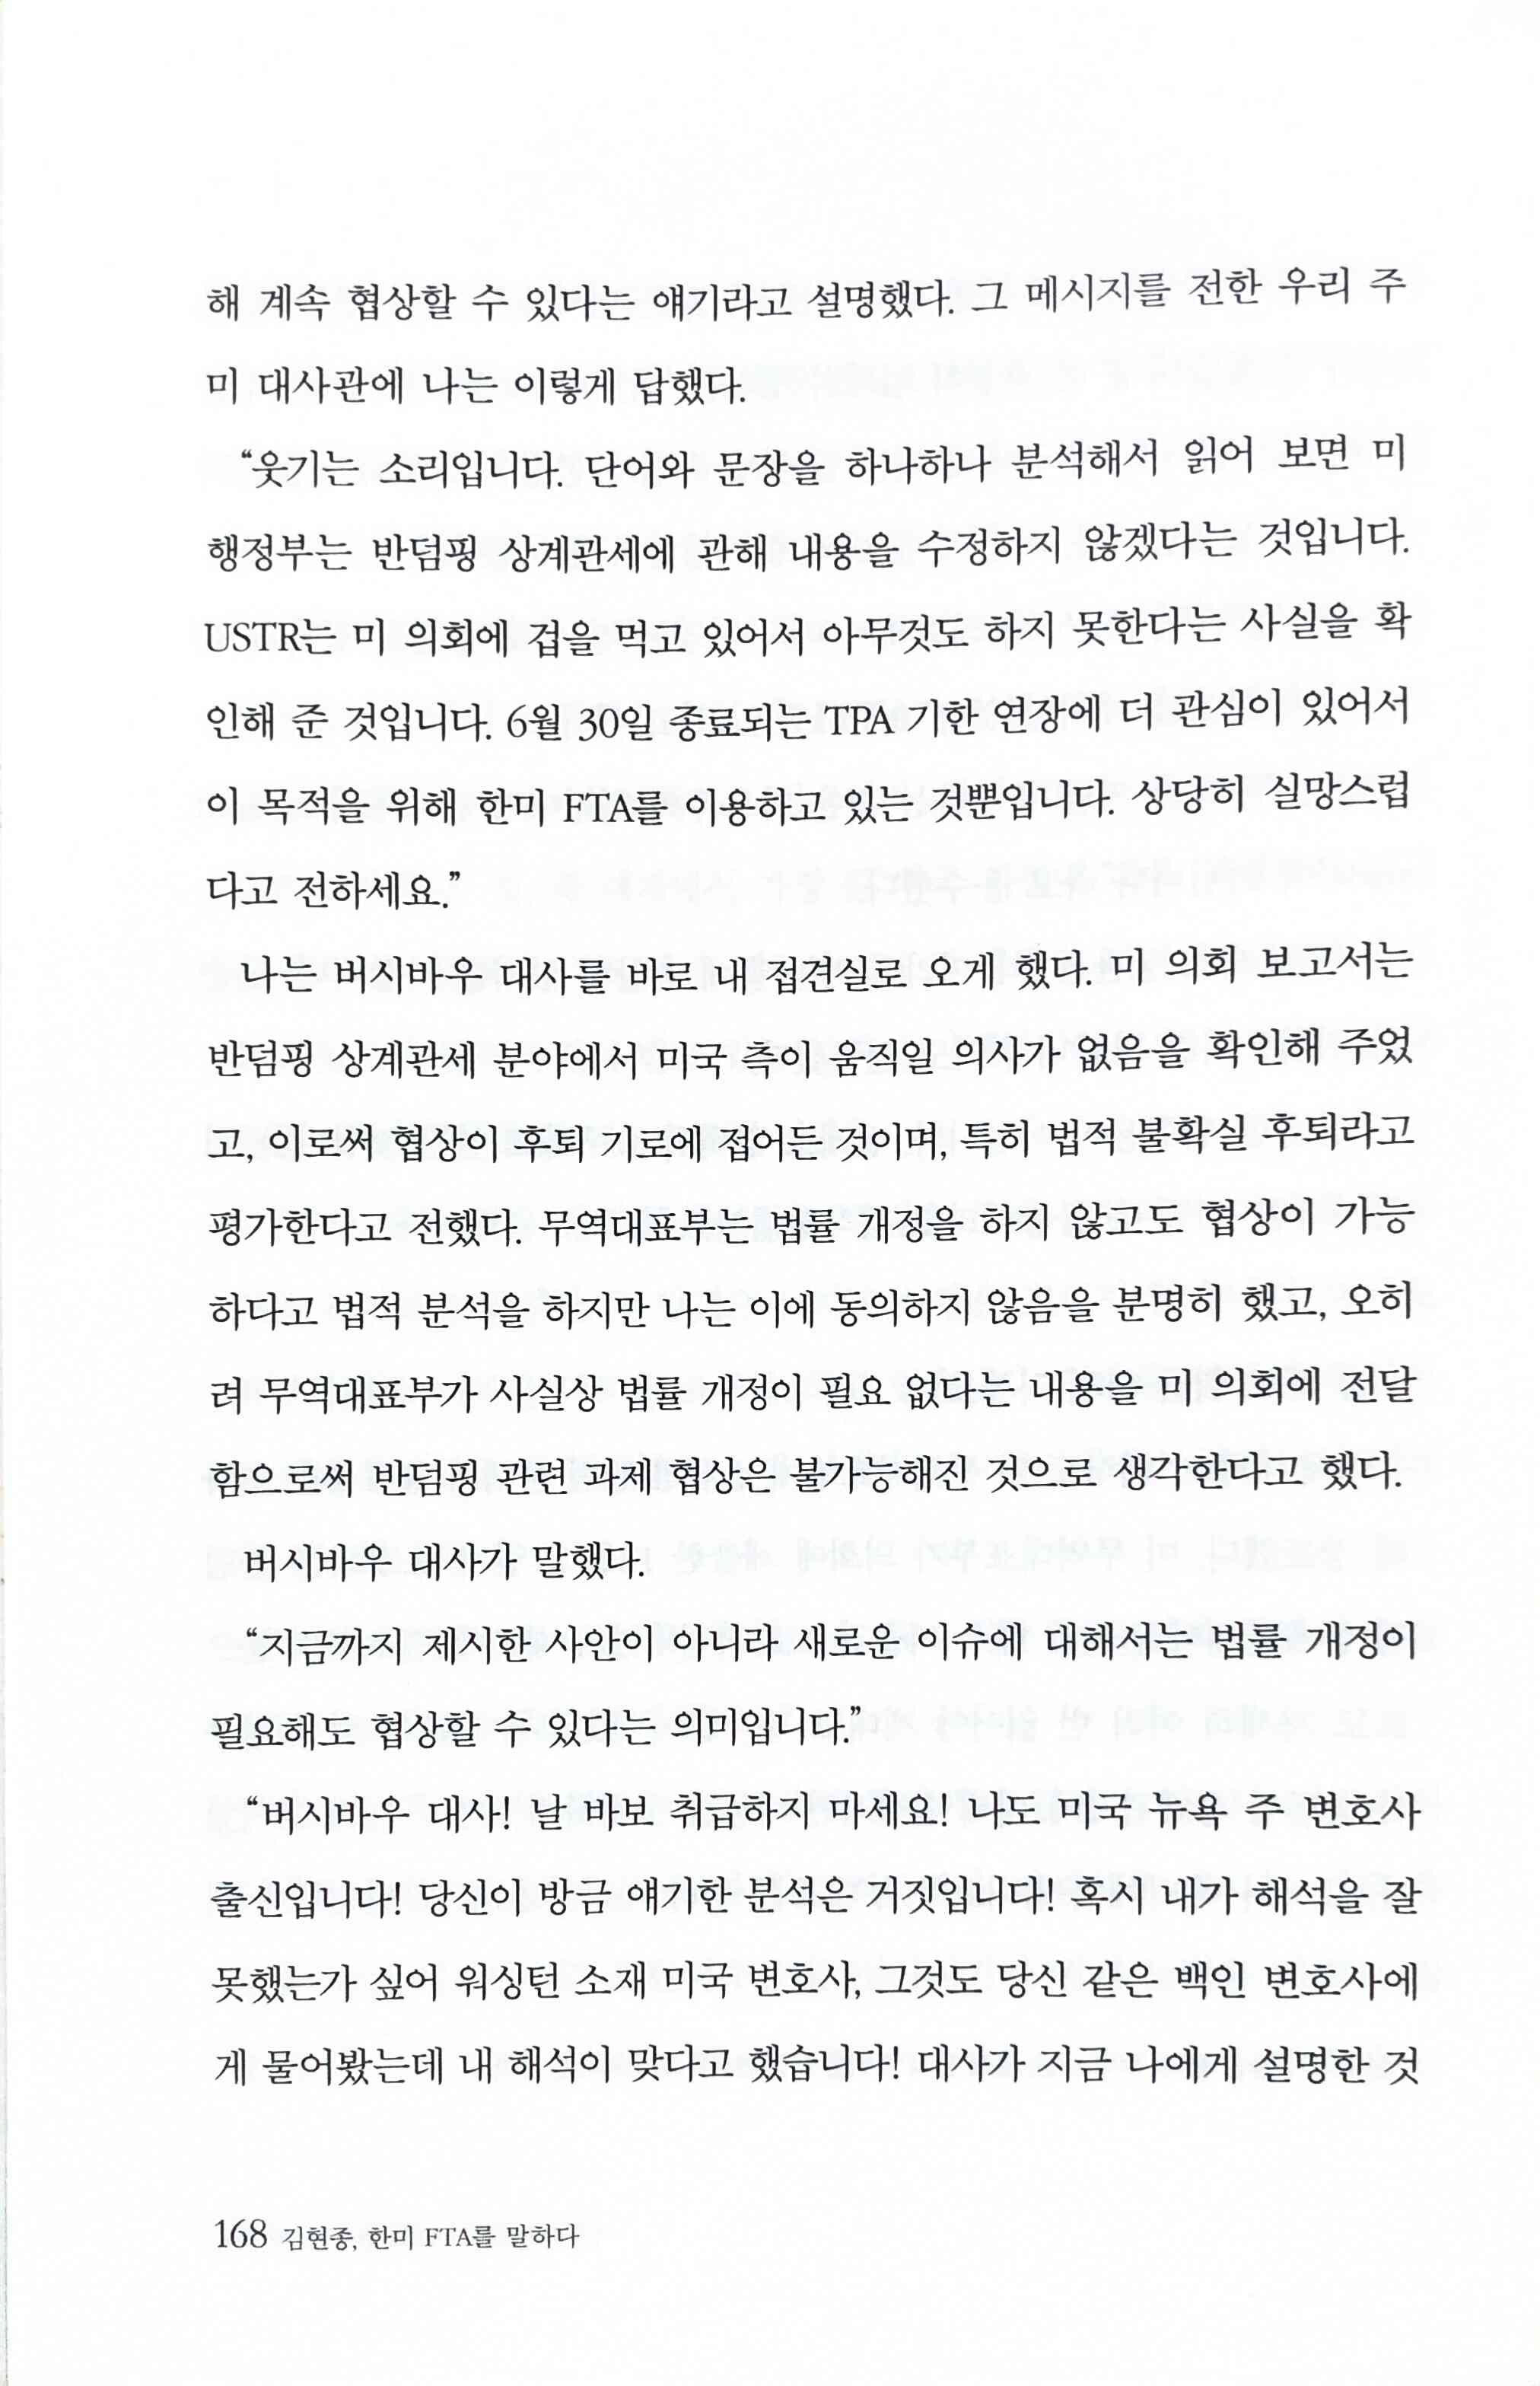 해 계속 협상할 수 있다는 얘기라고 설명했다. 그 메시지를 전한 우리 주
미 대사관에 나는 이렇게 답했다.
“웃기는 소리입니다. 단어와 문장을 하나하나 분석해서 읽어 보면 미
행정부는 반덤핑 상계관세에 관해 내용을 수정하지 않겠다는 것입니다.
USTR는 미 의회에 겁을 먹고 있어서 아무것도 하지 못한다는 사실을 확
인해 준 것입니다. 6월 30일 종료되는 TPA 기한 연장에 더 관심이 있어서
이 목적을 위해 한미 FTA를 이용하고 있는 것뿐입니다. 상당히 실망스럽
다고 전하세요.”
나는 버시바우 대사를 바로 내 접견실로 오게 했다. 미 의회 보고서는
반덤핑 상계관세 분야에서 미국 측이 움직일 의사가 없음을 확인해 주었
고, 이로써 협상이 후퇴 기로에 접어든 것이며, 특히 법적 불확실 후퇴라고
평가한다고 전했다. 무역대표부는 법률 개정을 하지 않고도 협상이 가능
하다고 법적 분석을 하지만 나는 이에 동의하지 않음을 분명히 했고, 오히
려 무역대표부가 사실상 법률 개정이 필요 없다는 내용을 미 의회에 전달
함으로써 반덤핑 관련 과제 협상은 불가능해진 것으로 생각한다고 했다.
버시바우 대사가 말했다.
“지금까지 제시한 사안이 아니라 새로운 이슈에 대해서는 법률 개정이
필요해도 협상할 수 있다는 의미입니다.”
“버시바우 대사! 날 바보 취급하지 마세요! 나도 미국 뉴욕 주 변호사
출신입니다! 당신이 방금 얘기한 분석은 거짓입니다! 혹시 내가 해석을 잘
못했는가 싶어 워싱턴 소재 미국 변호사, 그것도 당신 같은 백인 변호사에
게 물어봤는데 내 해석이 맞다고 했습니다! 대사가 지금 나에게 설명한 것
168 김현종, 한미 FTA를 말하다